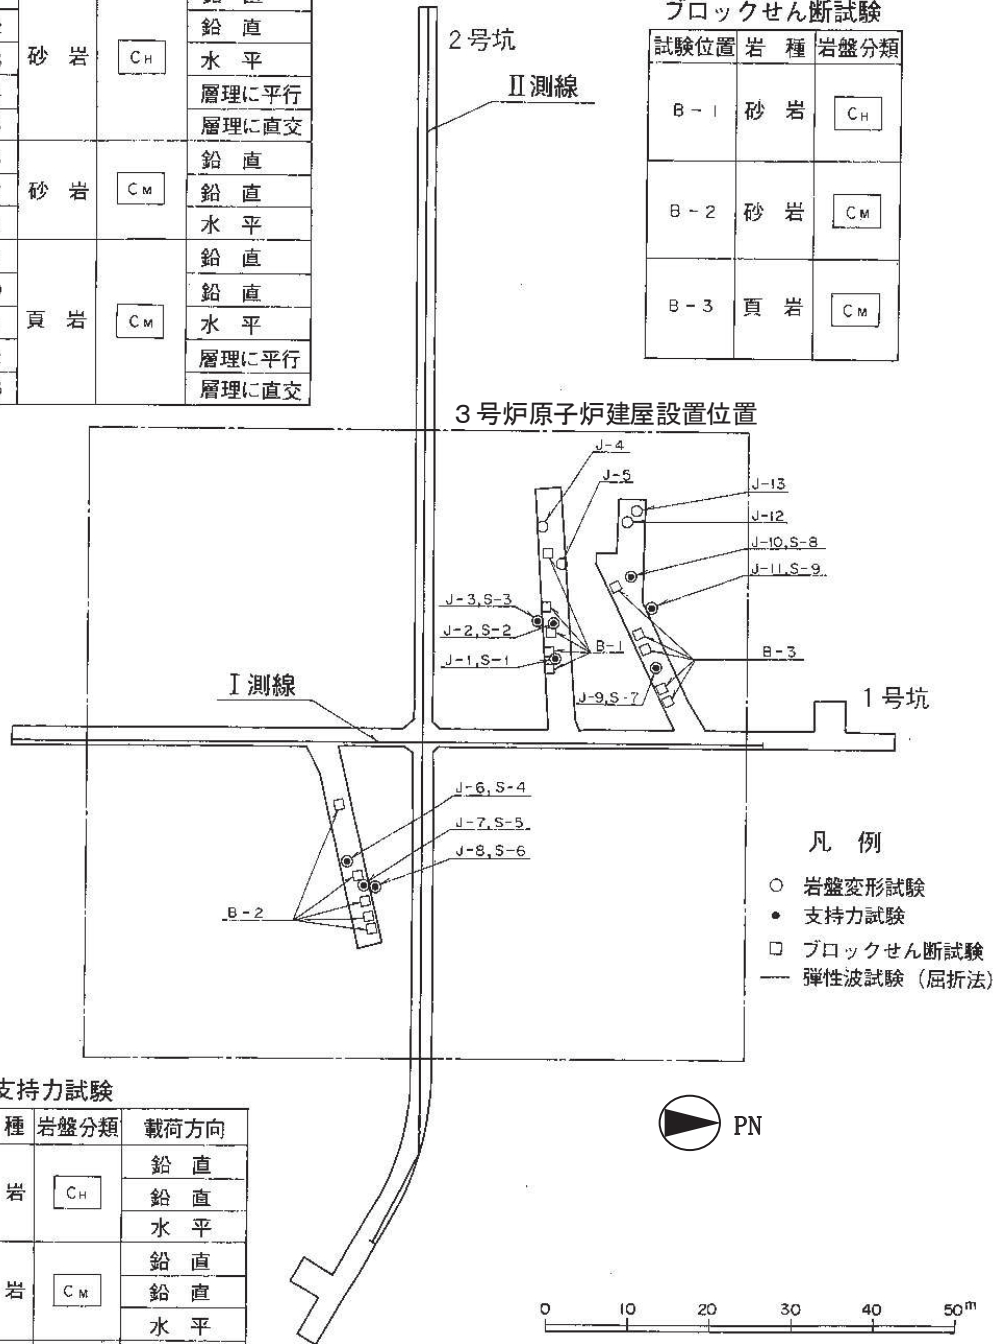 鉛 直
水 平
層理に平行
層理に直交
砂 岩
CH
鉛 直
鉛 直
水 平
砂 岩
CM
鉛 直
鉛 直
水 平
層理に平行
層理に直交
頁 岩
CM
2号坑
Ⅱ測線
ブロックせん断試験
試験位置 岩 種 岩盤分類
B-1 砂 岩 CH
B-2 砂 岩 CM
B-3 頁 岩 CM
3号炉原子炉建屋設置位置
J-4
J-5
J-13
J-12
J-10,S-8
J-11,S-9
J-3,S-3
J-2,S-2
J-1,S-1
B-1
B-3
J-9,S-7
Ⅰ測線
1号坑
J-6,S-4
J-7,S-5
J-8,S-6
B-2
凡 例
○ 岩盤変形試験
● 支持力試験
□ ブロックせん断試験
― 弾性波試験(屈折法)
支持力試験
種 岩盤分類 載荷方向
岩 CH
鉛 直
鉛 直
水 平
岩 CM
鉛 直
鉛 直
水 平
PN
0 10 20 30 40 50m